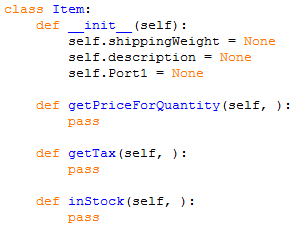 class Item:
    def __init__(self):
        self.shippingWeight = None
        self.description = None
        self.Port1 = None

    def getPriceForQuantity(self, ):
        pass

    def getTax(self, ):
        pass

    def inStock(self, ):
        pass